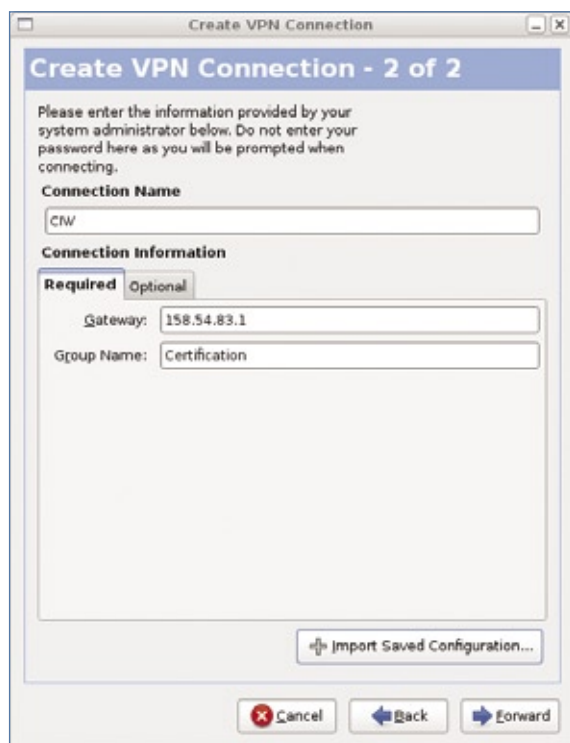 Create VPN Connection
Create VPN Connection - 2 of 2
Please enter the information provided by your
system administrator below. Do not enter your
password here as you will be prompted when
connecting.
Connection Name
CIW
Connection Information
Required Optional
Gateway: 158.54.83.1
Group Name: Certification
Import Saved Configuration...
Cancel Back Forward